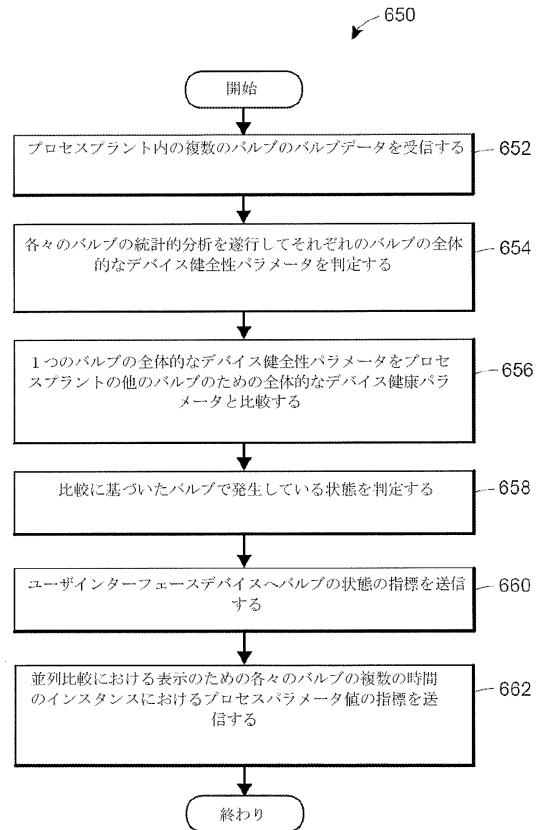 650
開始
プロセスプラント内の複数のバルブのバルブデータを受信する
652
各々のバルブの統計的分析を遂行してそれぞれのバルブの全体
的なデバイス健全性パラメータを判定する
654
1つのバルブの全体的なデバイス健全性パラメータをプロセ
スプラントの他のバルブのための全体的なデバイス健康パラ
メータと比較する
656
比較に基づいたバルブで発生している状態を判定する
658
ユーザインターフェースデバイスへバルブの状態の指標を送信
する
660
並列比較における表示のための各々のバルブの複数の時間
のインスタンスにおけるプロセスパラメータ値の指標を送
信する
662
終わり